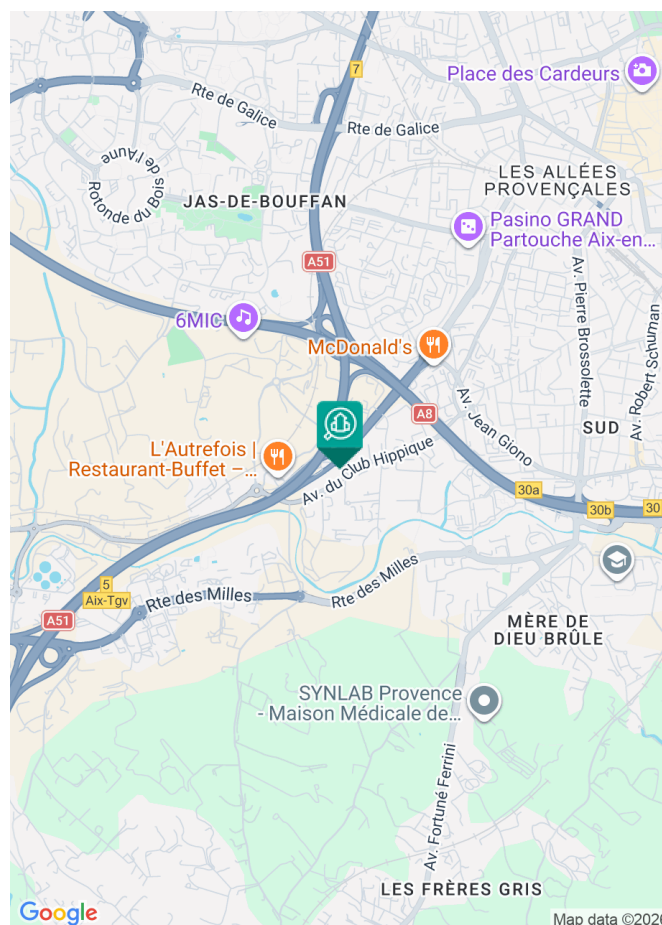 Place des Cardeurs
7
Rte de Galice
Rte de Galice
Rotonde du Bois de l'Aune
LES ALLÉES
PROVENÇALES
JAS-DE-BOUFFAN
Pasino GRAND
Partouche Aix-en...
A51
6MIC
McDonald's
Av. Pierre Brossolette
Av. Robert Schuman
A8
Av. Jean Giono
SUD
L'Autrefois |
Restaurant-Buffet –...
Av. du Club Hippique
30a
30b
30
5
Aix-Tgv
Rte des Milles
Rte des Milles
A51
MÈRE DE
DIEU BRÛLE
SYNLAB Provence
- Maison Médicale de...
Av. Fortuné Ferrini
LES FRÈRES GRIS
Google
Map data ©2026